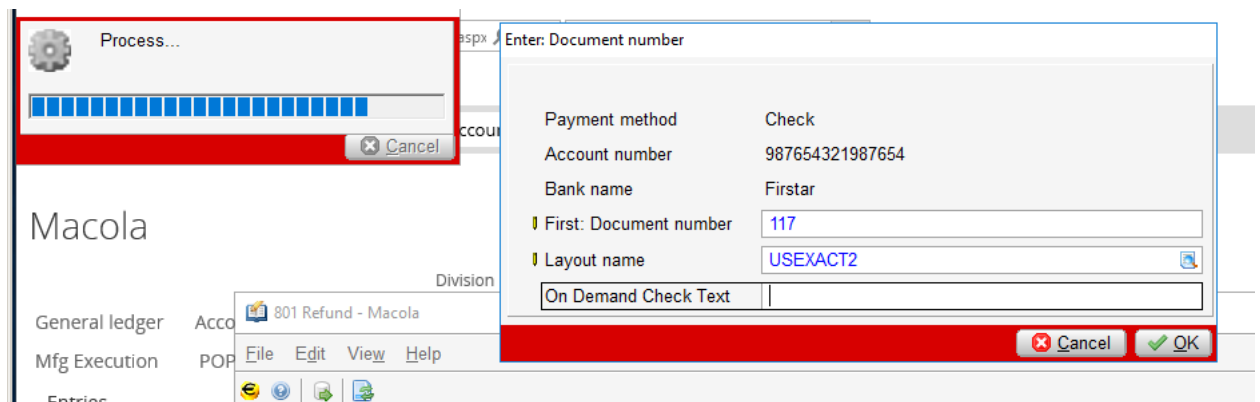 Process...
Cancel
aspx
Enter: Document number
Payment method Check
Account number 987654321987654
Bank name Firstar
First: Document number 117
Layout name USEXACT2
On Demand Check Text
Cancel OK
ccou
Macola
Division
General ledger Acco
Mfg Execution POP
Entries
801 Refund - Macola
File Edit View Help